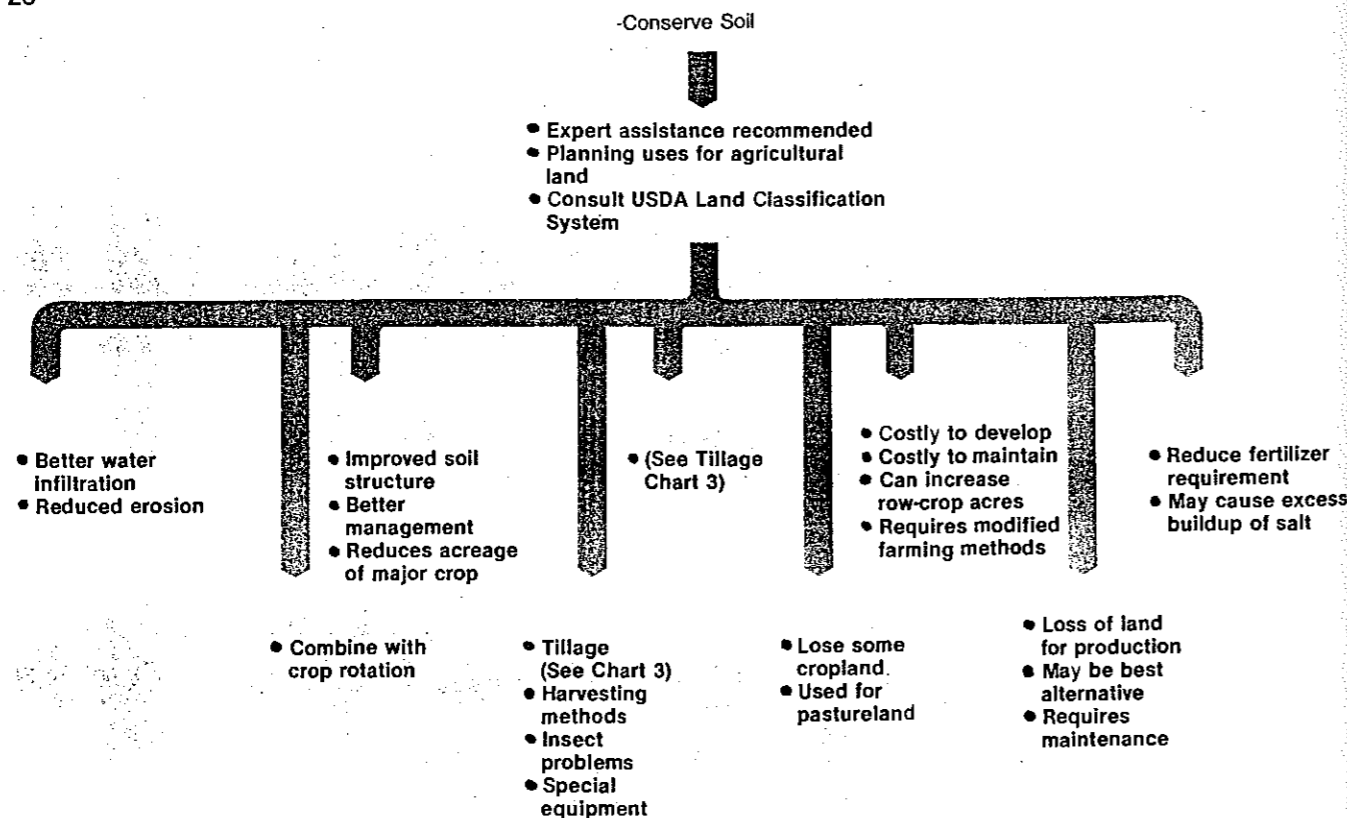 -Conserve Soil
• Expert assistance recommended
• Planning uses for agricultural
land
• Consult USDA Land Classification
System
• Better water
infiltration
• Reduced erosion
• Improved soil
structure
• Better
management
• Reduces acreage
of major crop
• (See Tillage
Chart 3)
• Costly to develop
• Costly to maintain
• Can increase
row-crop acres
• Requires modified
farming methods
• Reduce fertilizer
requirement
• May cause excess
buildup of salt
• Combine with
crop rotation
• Tillage
(See Chart 3)
• Harvesting
methods
• Insect
problems
• Special
equipment
• Lose some
cropland.
• Used for
pastureland
• Loss of land
for production
• May be best
alternative
• Requires
maintenance